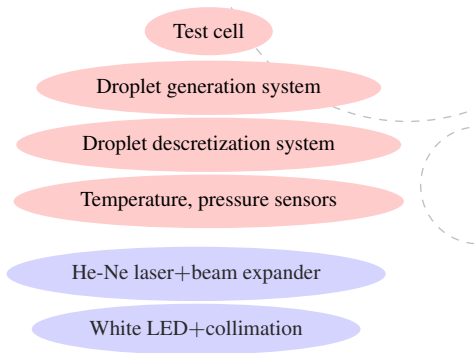 Test cell
Droplet generation system
Droplet descretization system
Temperature, pressure sensors
He-Ne laser+beam expander
White LED+collimation